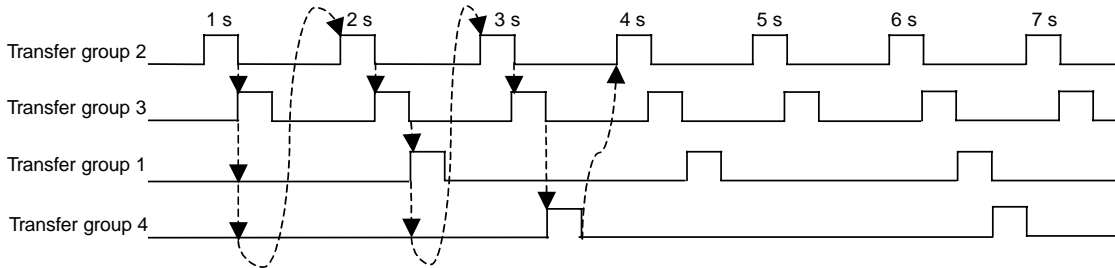 1 s 2 s 3 s 4 s 5 s 6 s 7 s
Transfer group 2
Transfer group 3
Transfer group 1
Transfer group 4